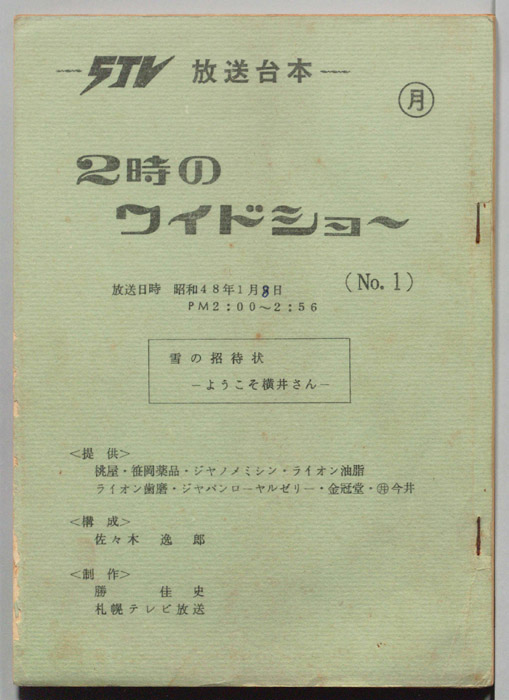 —STV 放送台本—
月
2時の
ワイドショー
放送日時 昭和48年1月8日 (No.1)
PM2:00〜2:56
雪の招待状
—ようこそ横井さん—
<提 供>
桃屋・笹岡薬品・ジャノメミシン・ライオン油脂
ライオン歯磨・ジャパンローヤルゼリー・金冠堂・㊞今井
<構 成>
佐々木 逸郎
<制 作>
勝 佳史
札幌テレビ放送